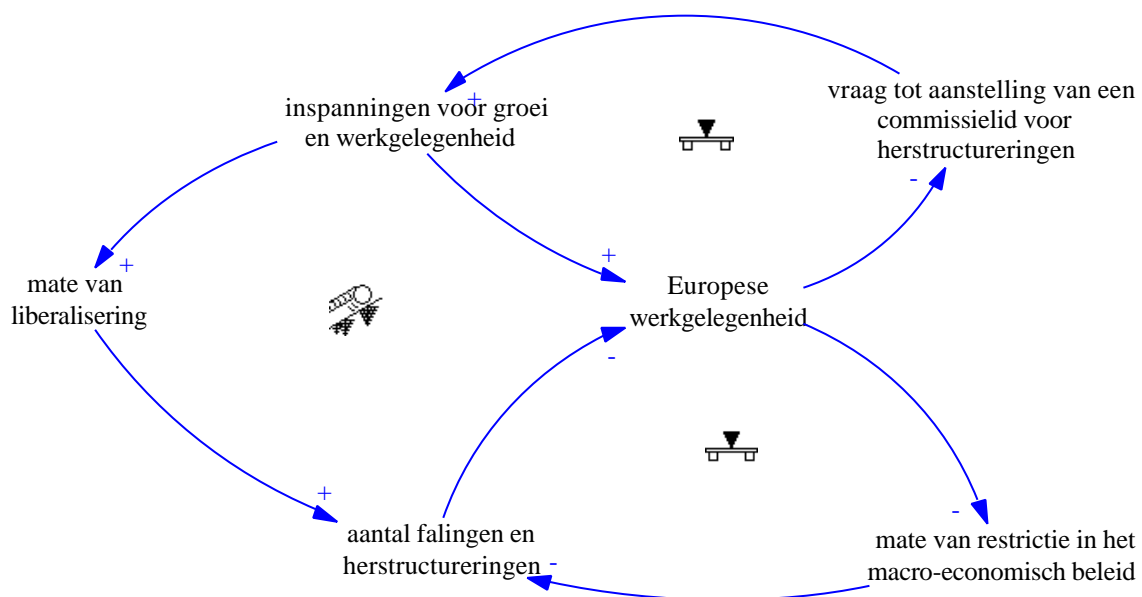 vraag tot aanstelling van een
commissielid voor
herstructureringen
-
+
inspanningen voor groei
en werkgelegenheid
+
mate van
liberalisering
+
Europese
werkgelegenheid
-
+
aantal falingen en
herstructureringen
-
-
mate van restrictie in het
macro-economisch beleid